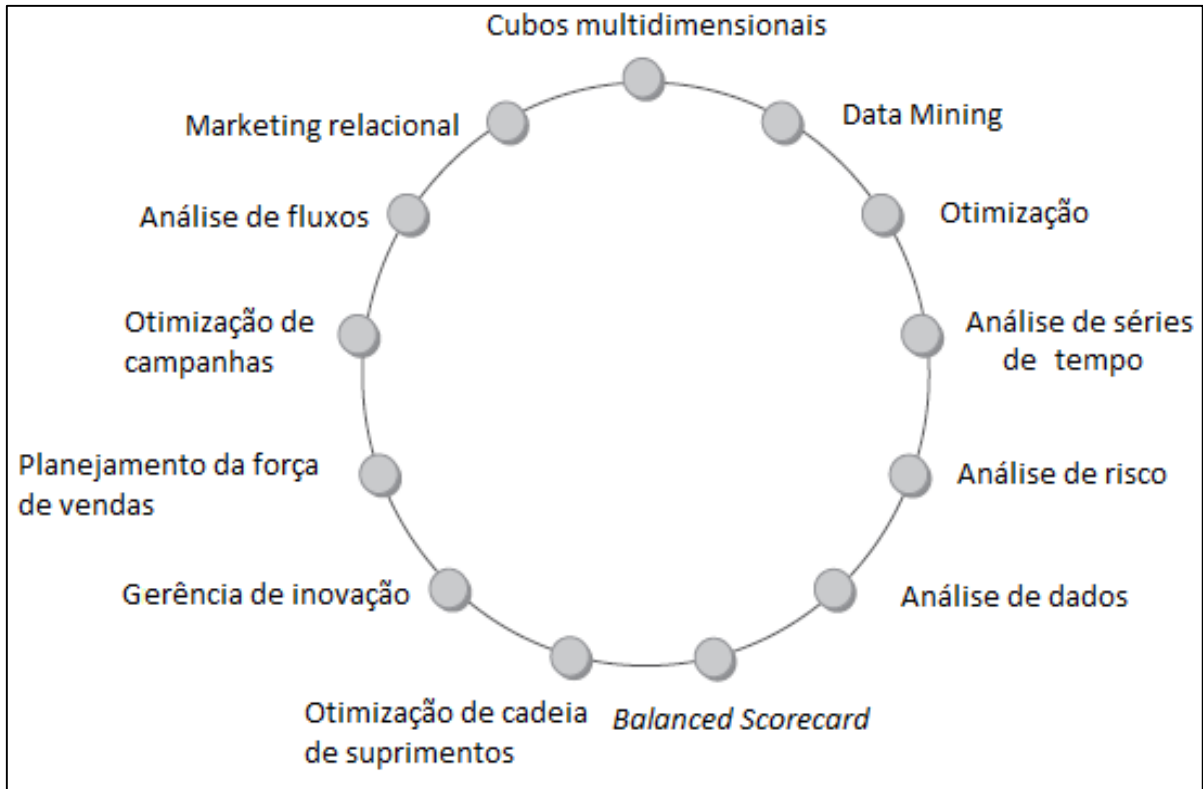 Cubos multidimensionais
Marketing relacional
Data Mining
Análise de fluxos
Otimização
Otimização de
campanhas
Análise de séries
de tempo
Planejamento da força
de vendas
Análise de risco
Gerência de inovação
Análise de dados
Otimização de cadeia
de suprimentos
Balanced Scorecard